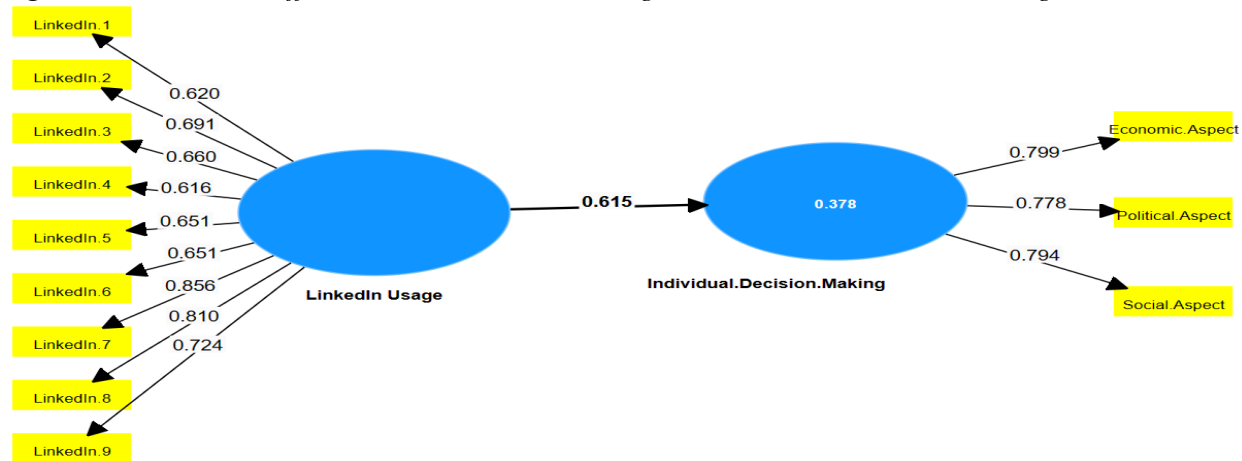 LinkedIn.1
LinkedIn.2
LinkedIn.3
LinkedIn.4
LinkedIn.5
LinkedIn.6
LinkedIn.7
LinkedIn.8
LinkedIn.9
0.620
0.691
0.660
0.616
0.651
0.651
0.856
0.810
0.724
LinkedIn Usage
0.615
0.378
Individual.Decision.Making
0.799
0.778
0.794
Economic.Aspect
Political.Aspect
Social.Aspect